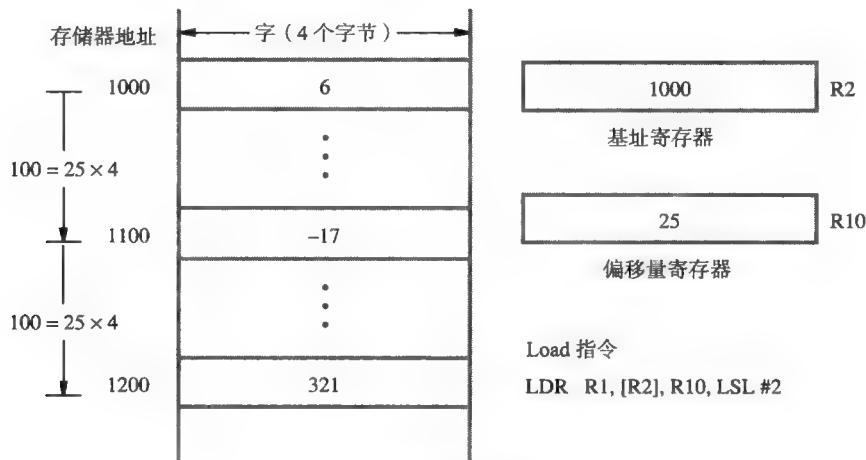 存储器地址
字（4个字节）
1000
6
1000
R2
基址寄存器
100 = 25 × 4
1100
–17
25
R10
偏移量寄存器
100 = 25 × 4
Load 指令
1200
321
LDR R1, [R2], R10, LSL #2